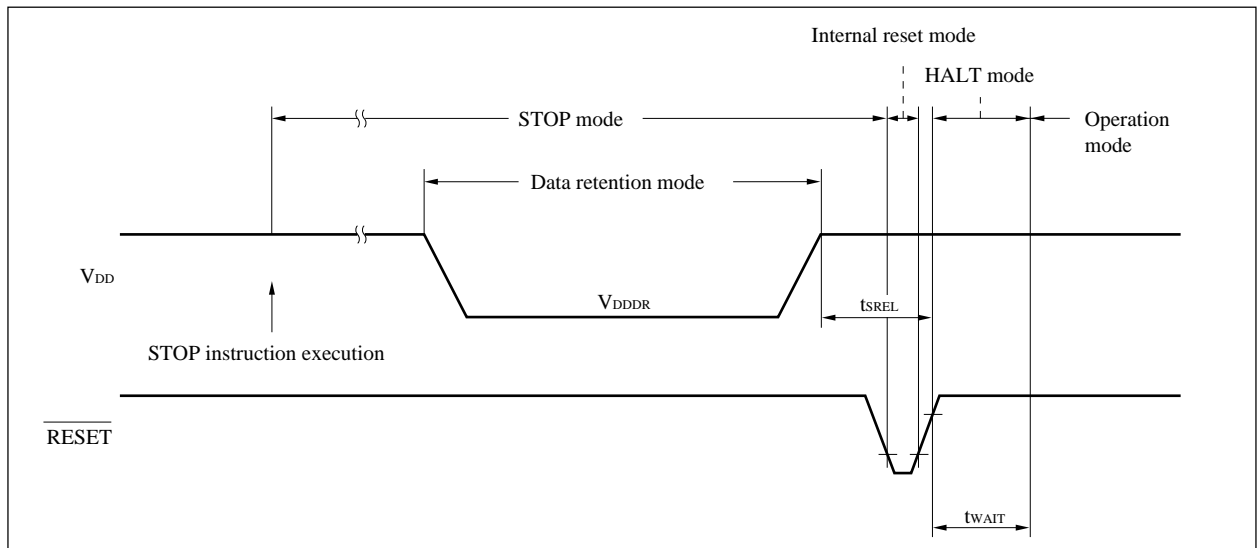 Internal reset mode
HALT mode
STOP mode
Operation
mode
Data retention mode
VDD
VDDDR
tSREL
STOP instruction execution
RESET
tWAIT